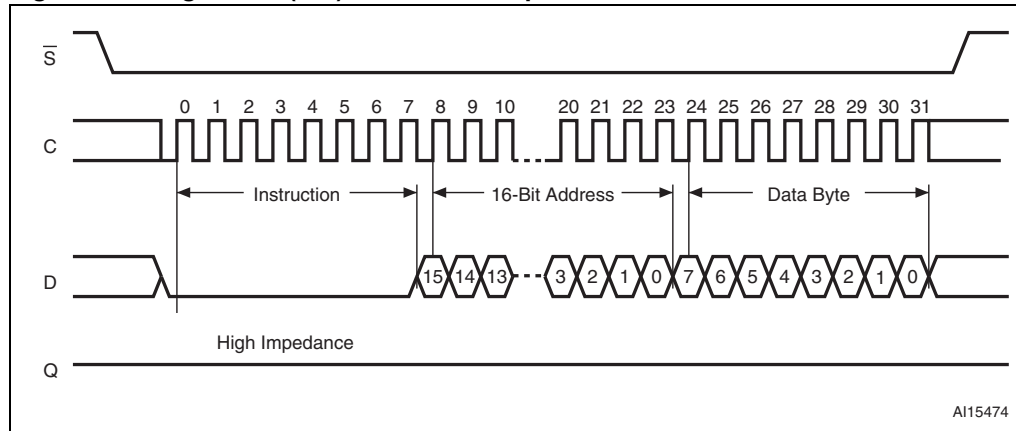 S
0 1 2 3 4 5 6 7 8 9 10 20 21 22 23 24 25 26 27 28 29 30 31
C
Instruction 16-Bit Address Data Byte
D 15 14 13 3 2 1 0 7 6 5 4 3 2 1 0
High Impedance
Q
AI15474